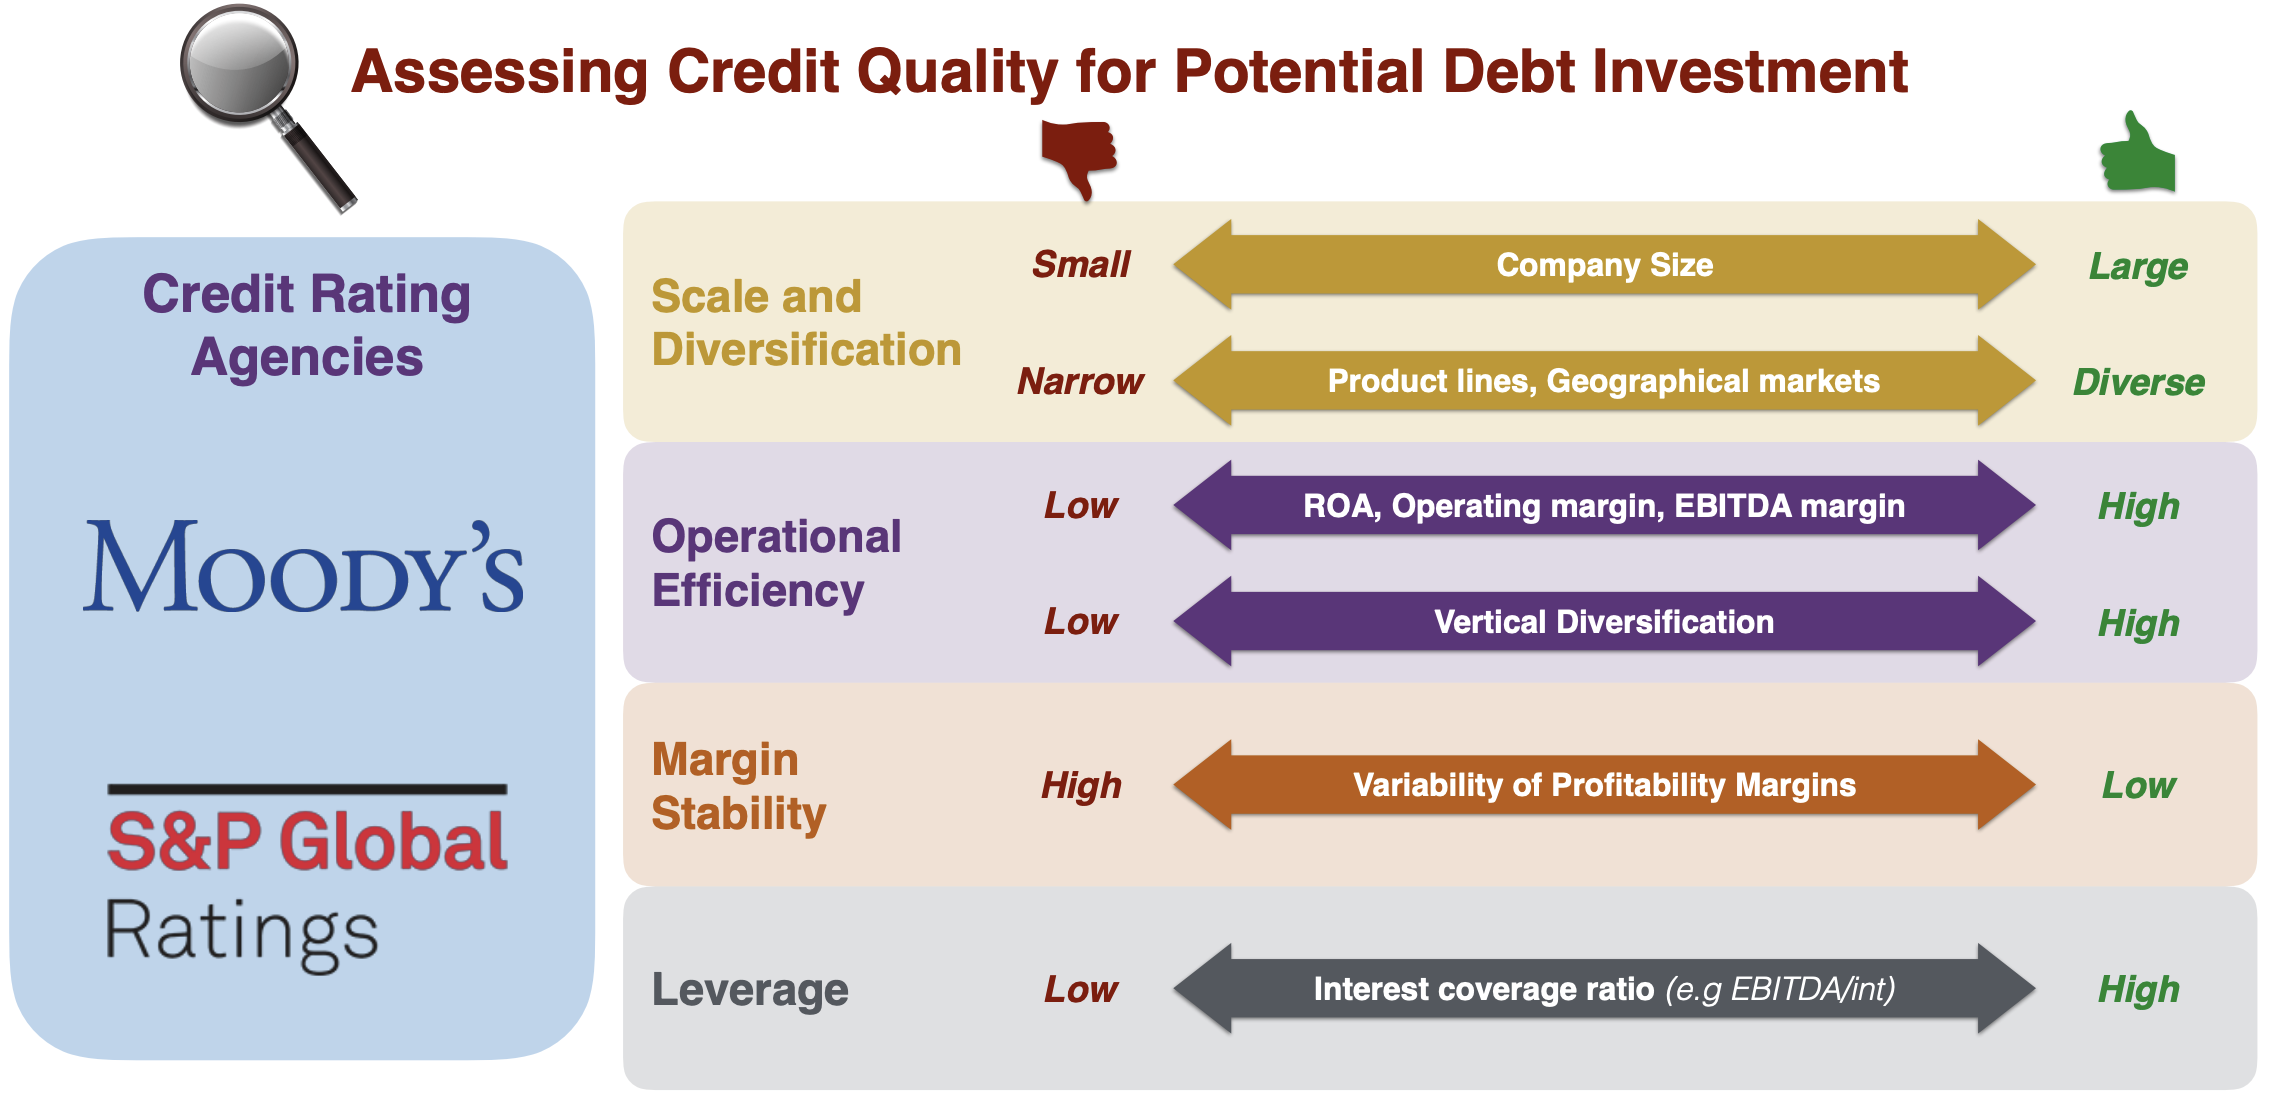 Assessing Credit Quality for Potential Debt Investment
Credit Rating
Agencies
MOODY'S
S&P Global
Ratings
Scale and
Diversification
Small
Company Size
Large
Narrow
Product lines, Geographical markets
Diverse
Operational
Efficiency
Low
ROA, Operating margin, EBITDA margin
High
Low
Vertical Diversification
High
Margin
Stability
High
Variability of Profitability Margins
Low
Leverage
Low
Interest coverage ratio (e.g EBITDA/int)
High